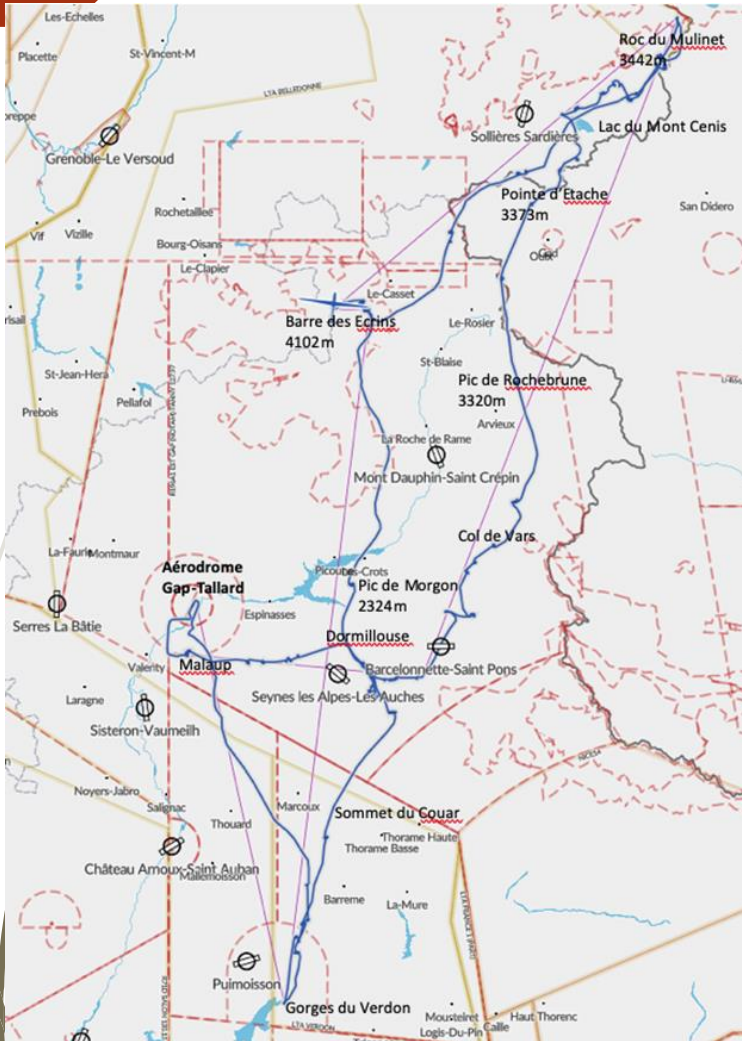 Les-Echelles
Placette
St-Vincent-M
Roc du Mulinet
3442m
LTA BELLEDONNE
Grenoble-Le Versoud
Sollières Sardières
Lac du Mont Cenis
Pointe d'Etache
3373m
San Didero
Rochetaillée
Vif
Vizille
Bourg-Oisans
Le-Clapier
Le-Casset
Barre des Ecrins
4102m
Le-Rosier
St-Jean-Hera
St-Blaise
Pellafol
Prebois
Pic de Rochebrune
3320m
Arvieux
La Roche de Rame
Mont Dauphin-Saint Crépin
Col de Vars
La-Faurie
Montmaur
Aérodrome
Gap-Tallard
Pic de Morgon
2324m
Espinasses
Serres La Bâtie
Dormillouse
Valenty
Malaup
Barcelonnette-Saint Pons
Seynes les Alpes-Les Auches
Laragne
Sisteron-Vaumeilh
Noyers-Jabro
Salignac
Marcoux
Thouard
Sommet du Couar
Thorame Haute
Thorame Basse
Château Arnoux-Saint Auban
Mallemoisson
Barreme
La-Mure
Puimoisson
Gorges du Verdon
LTA VERDON
Mousteiret
Haut Thorenc
Logis-Du-Pin
Caille